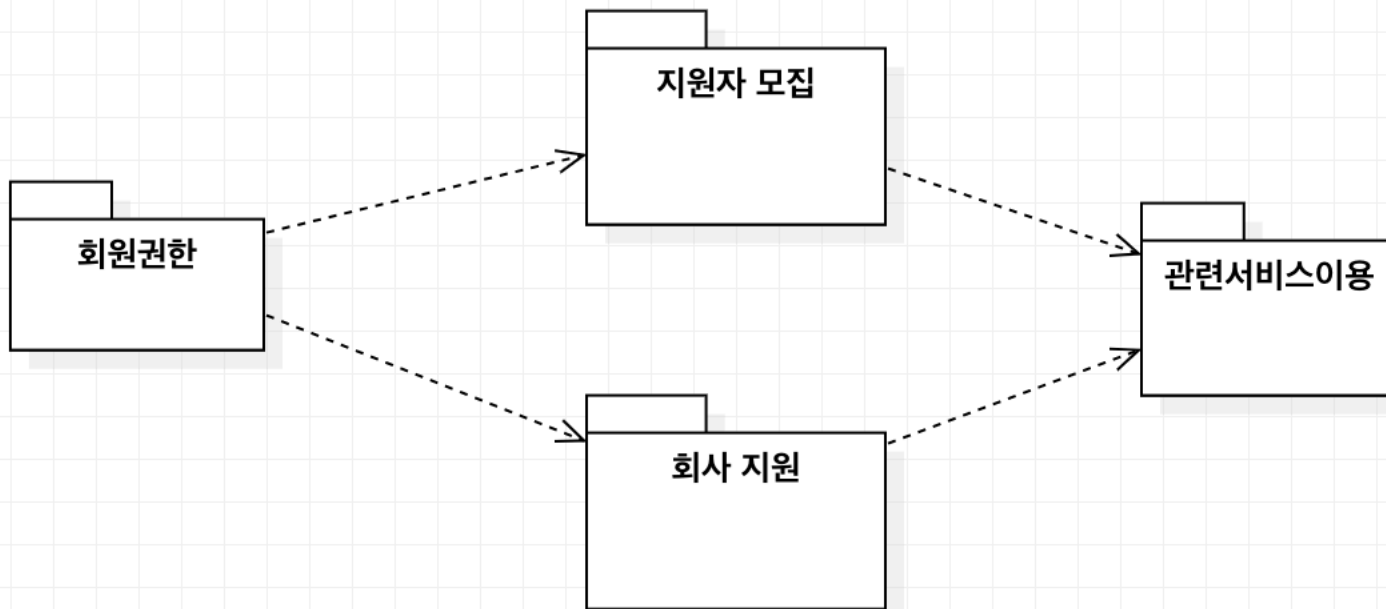 지원자 모집
회원권한
관련서비스이용
회사 지원